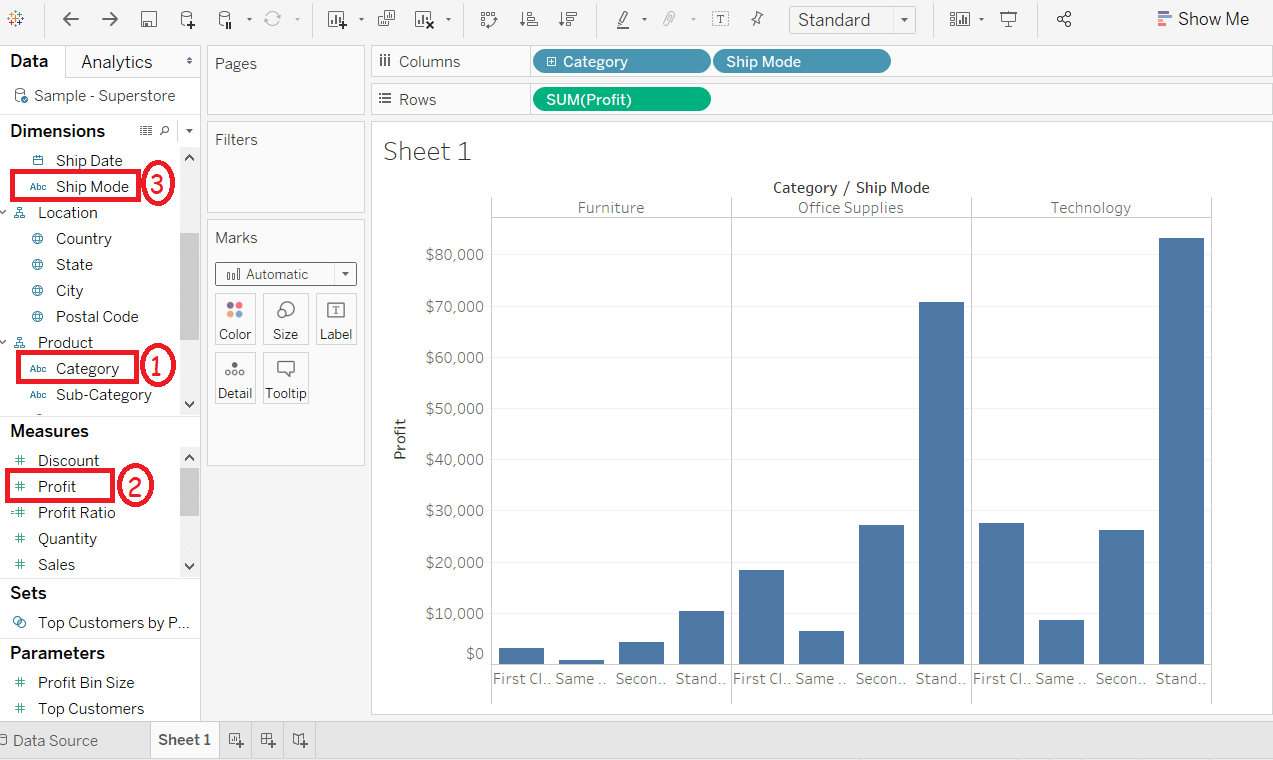 Standard
Show Me
Data
Analytics
Sample - Superstore
Dimensions
Ship Date
Abc Ship Mode
3
Location
Country
State
City
Postal Code
Product
Abc Category
1
Abc Sub-Category
Measures
Discount
Profit
2
Profit Ratio
Quantity
Sales
Sets
Top Customers by P...
Parameters
Profit Bin Size
Top Customers
Pages
Filters
Marks
Automatic
Color
Size
T
Label
Detail
Tooltip
Columns
Category
Ship Mode
Rows
SUM(Profit)
Sheet 1
Category / Ship Mode
Furniture
Office Supplies
Technology
Profit
$80,000
$70,000
$60,000
$50,000
$40,000
$30,000
$20,000
$10,000
$0
First Cl.. Same .. Secon.. Stand.. First Cl.. Same .. Secon.. Stand.. First Cl.. Same .. Secon.. Stand..
Data Source
Sheet 1